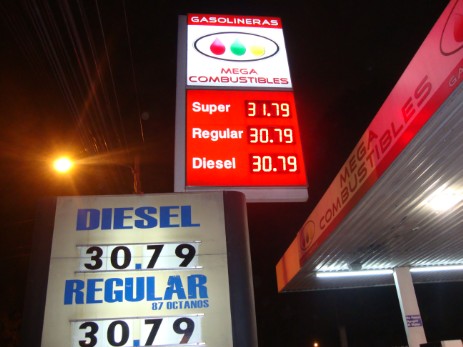 GASOLINERAS
MEGA
COMBUSTIBLES
Super 31.79
Regular 30.79
Diesel 30.79
DIESEL
30.79
REGULAR
87 OCTANOS
30.79
MEGA
COMBUSTIBLES